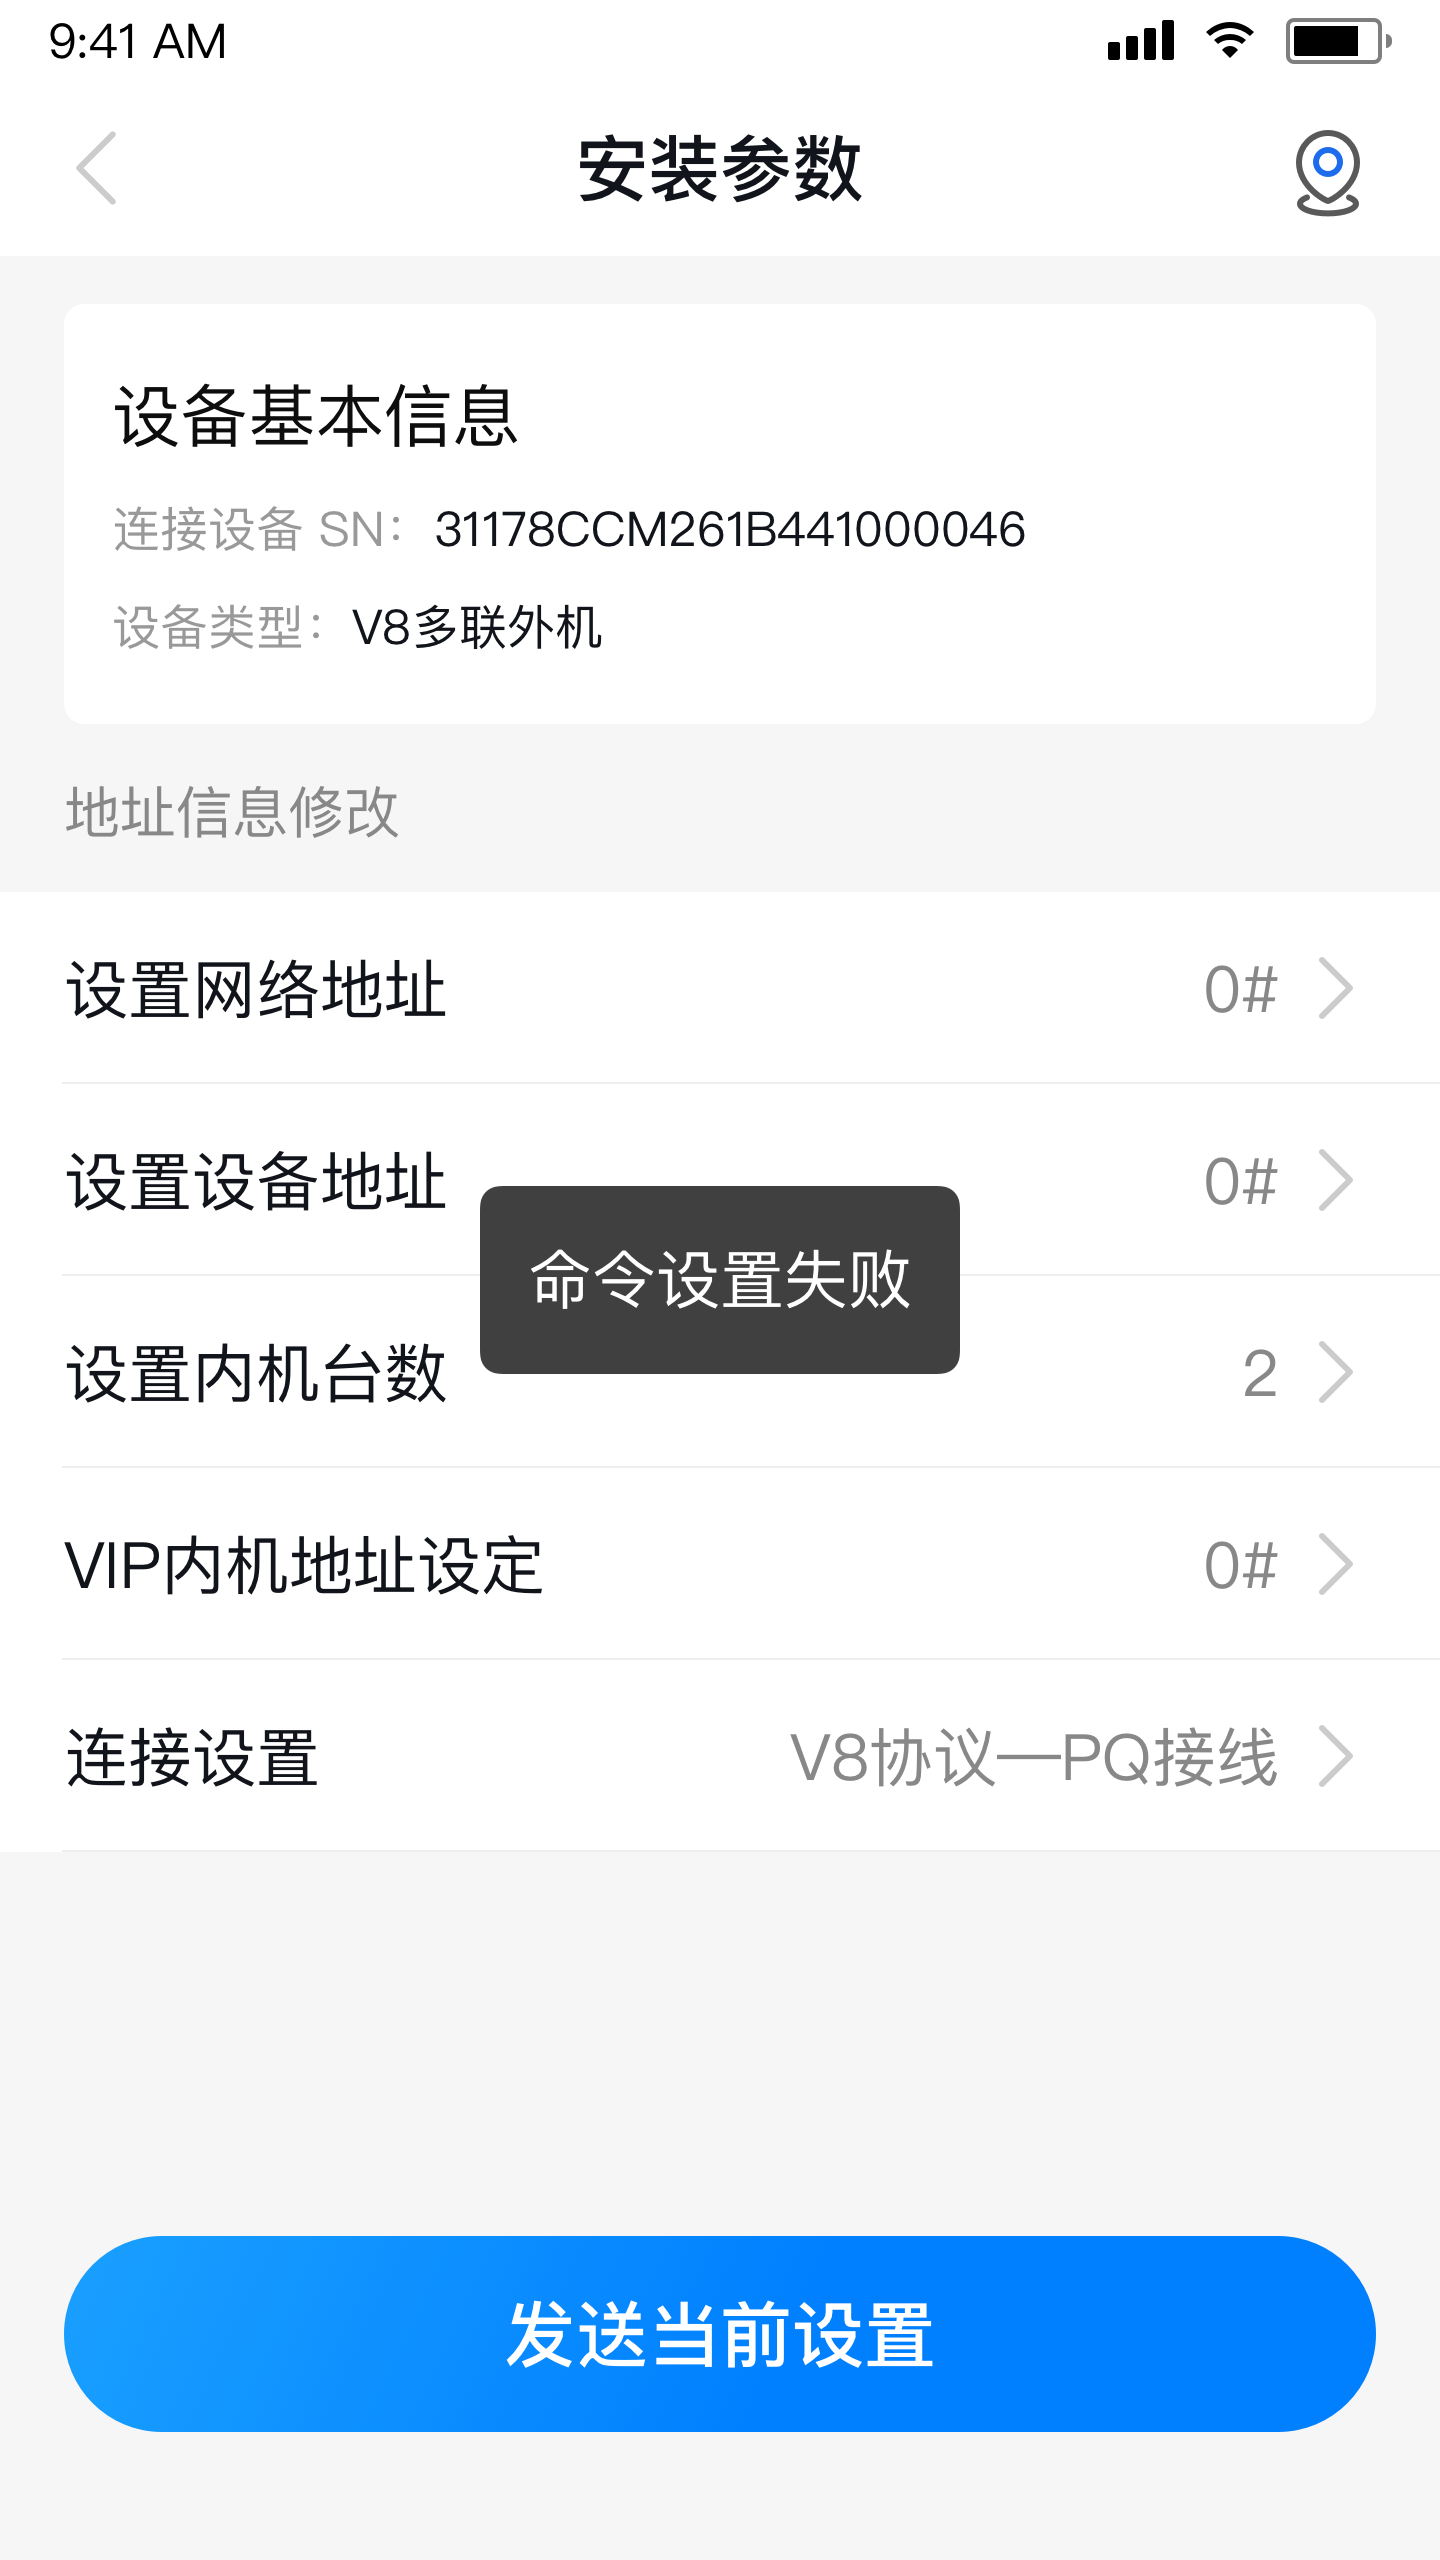 9:41 AM
安装参数
设备基本信息
连接设备 SN：31178CCM261B441000046
设备类型：V8多联外机
地址信息修改
设置网络地址 0#
设置设备地址 0#
命令设置失败
设置内机台数 2
VIP内机地址设定 0#
连接设置 V8协议—PQ接线
发送当前设置